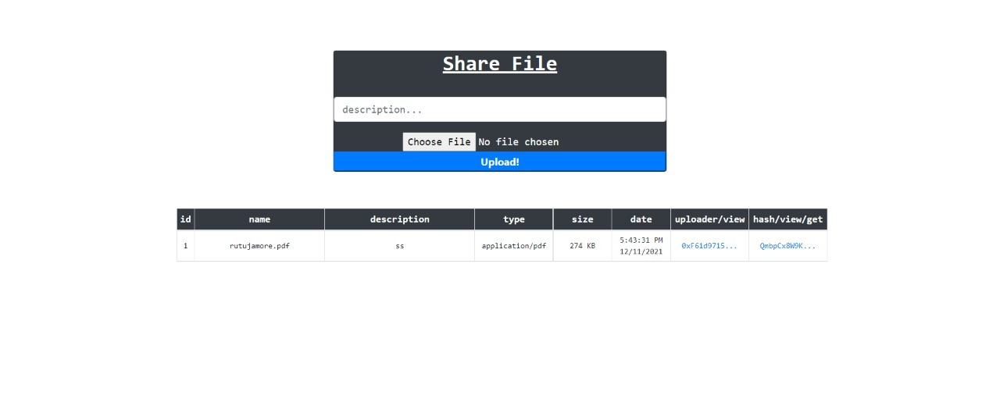 Share File
description...
Choose File No file chosen
Upload!
id name description type size date uploader/view hash/view/get
1 rutujamore.pdf ss application/pdf 274 KB 5:43:31 PM 0xF61d9715... QmbpCx8W9K...
12/11/2021